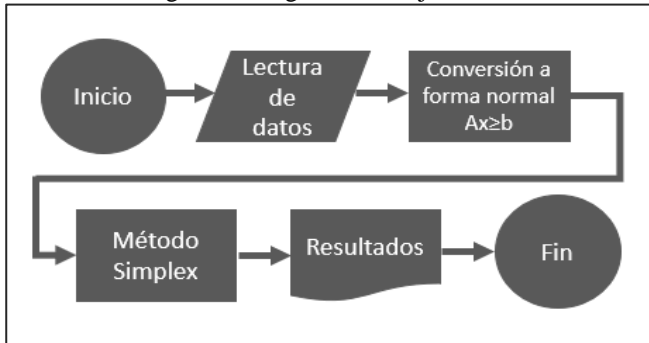 Inicio
Lectura
de
datos
Conversión a
forma normal
Ax≥b
Método
Simplex
Resultados
Fin